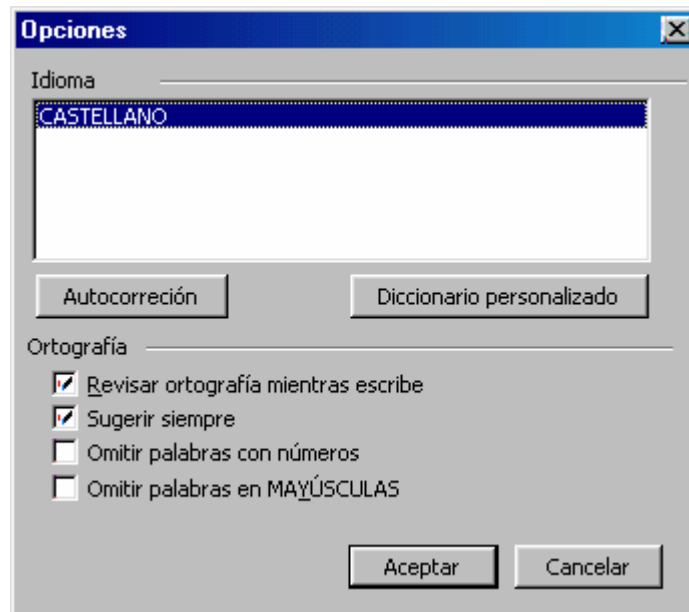 Opciones
Idioma
CASTELLANO
Autocorreción
Diccionario personalizado
Ortografía
Revisar ortografía mientras escribe
Sugerir siempre
Omitir palabras con números
Omitir palabras en MAYÚSCULAS
Aceptar
Cancelar